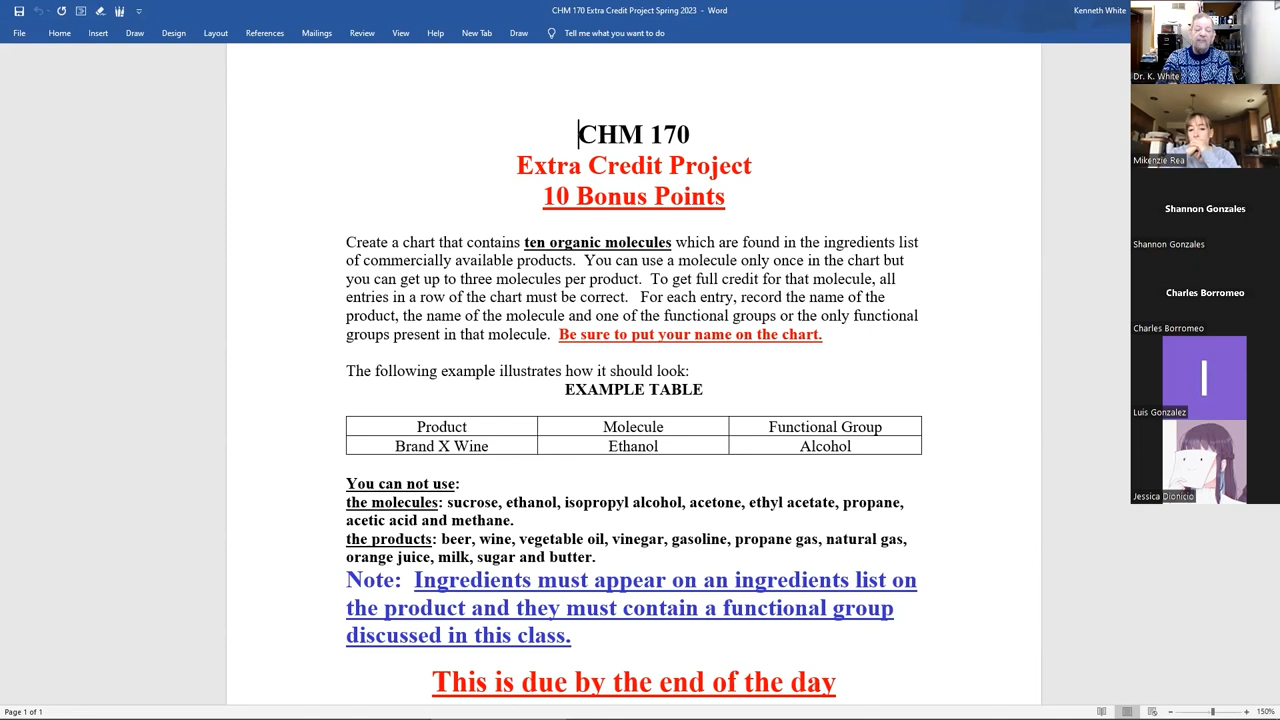 CHM 170 Extra Credit Project Spring 2023 - Word
Kenneth White
File Home Insert Draw Design Layout References Mailings Review View Help New Tab Draw Tell me what you want to do
CHM 170
Extra Credit Project
10 Bonus Points
Create a chart that contains ten organic molecules which are found in the ingredients list
of commercially available products. You can use a molecule only once in the chart but
you can get up to three molecules per product. To get full credit for that molecule, all
entries in a row of the chart must be correct. For each entry, record the name of the
product, the name of the molecule and one of the functional groups or the only functional
groups present in that molecule. Be sure to put your name on the chart.
The following example illustrates how it should look:
EXAMPLE TABLE
Product Molecule Functional Group
Brand X Wine Ethanol Alcohol
You can not use:
the molecules: sucrose, ethanol, isopropyl alcohol, acetone, ethyl acetate, propane,
acetic acid and methane.
the products: beer, wine, vegetable oil, vinegar, gasoline, propane gas, natural gas,
orange juice, milk, sugar and butter.
Note: Ingredients must appear on an ingredients list on
the product and they must contain a functional group
discussed in this class.
This is due by the end of the day
Page 1 of 1
150%
Dr. K. White
Mikenzie Rea
Shannon Gonzales
Shannon Gonzales
Charles Borromeo
Charles Borromeo
I
Luis Gonzalez
Jessica Dionicio